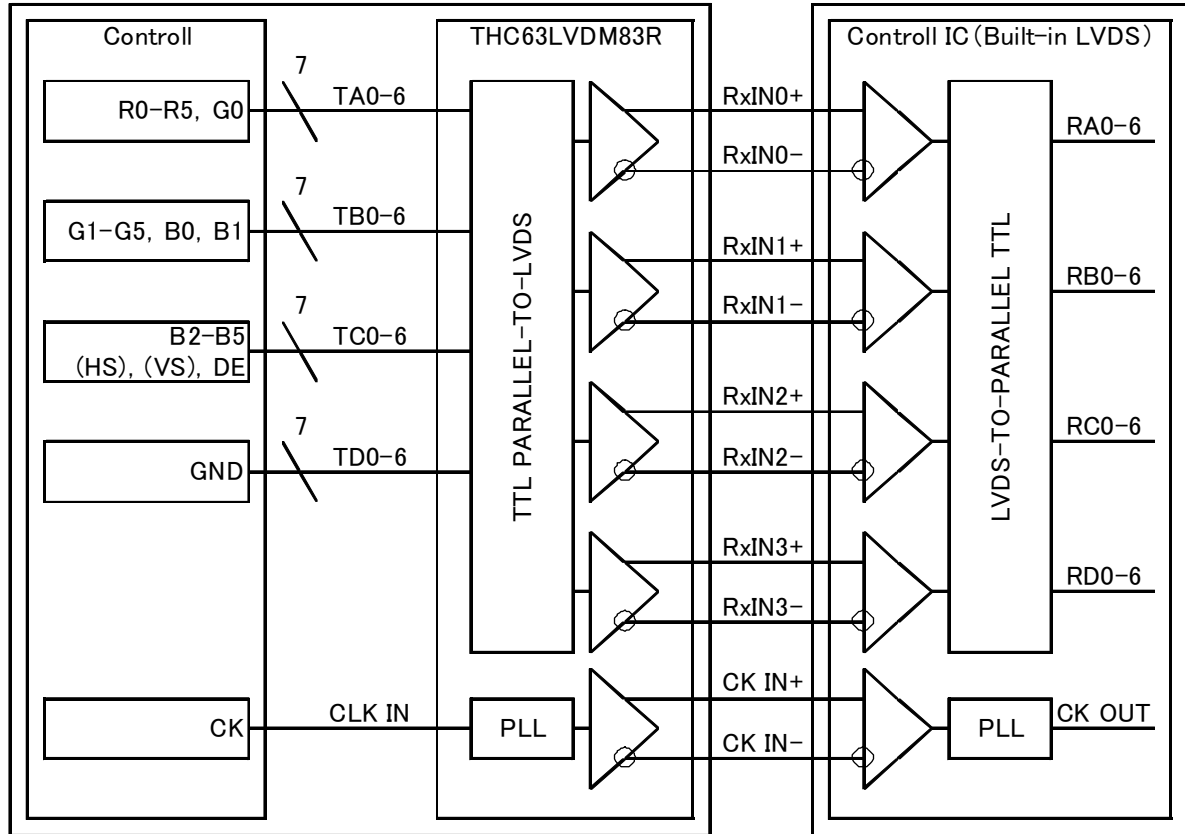 Controll
THC63LVDM83R
Controll IC(Built-in LVDS)
7
R0-R5, G0
TA0-6
RxIN0+
RxIN0-
RA0-6
7
G1-G5, B0, B1
TB0-6
RxIN1+
RxIN1-
RB0-6
7
B2-B5
(HS), (VS), DE
TC0-6
RxIN2+
RxIN2-
RC0-6
7
GND
TD0-6
RxIN3+
RxIN3-
RD0-6
TTL PARALLEL-TO-LVDS
LVDS-TO-PARALLEL TTL
CK
CLK IN
PLL
CK IN+
CK IN-
PLL
CK OUT